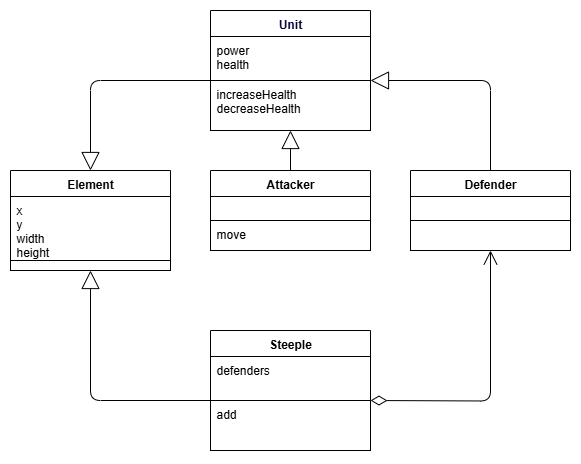 Unit
power
health
increaseHealth
decreaseHealth
Element
x
y
width
height
Attacker
move
Defender
Steeple
defenders
add